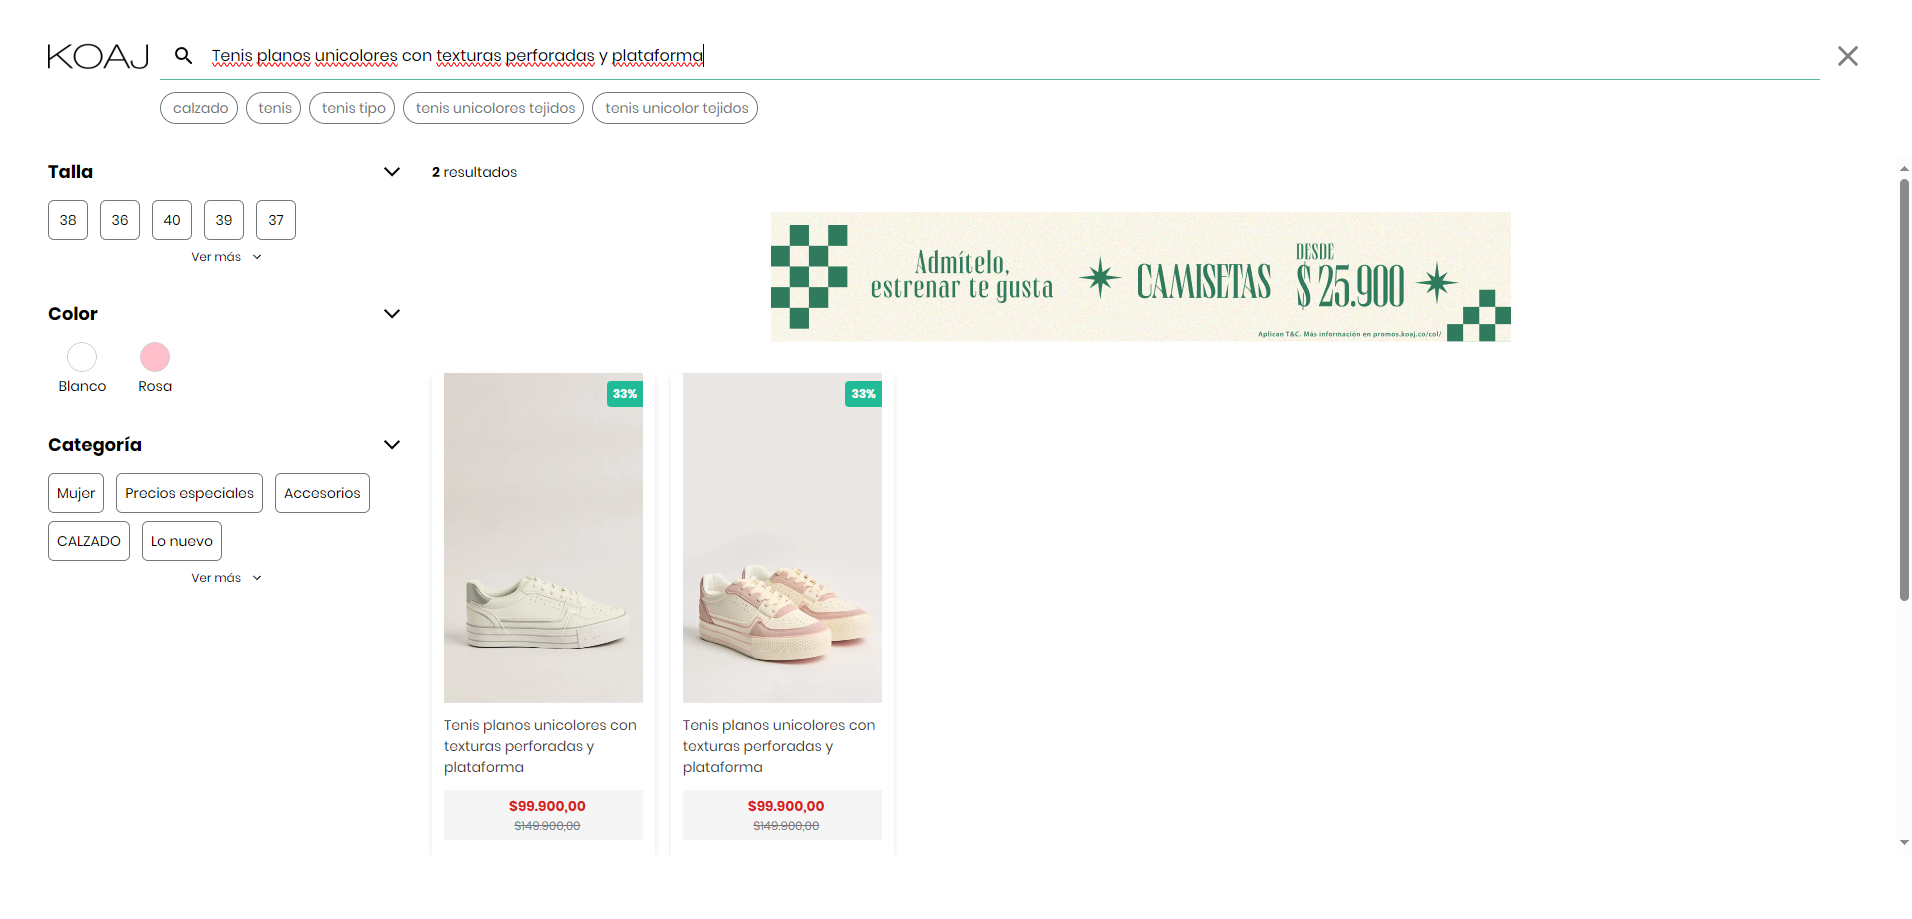 KOAJ
Tenis planos unicolores con texturas perforadas y plataforma
calzado
tenis
tenis tipo
tenis unicolores tejidos
tenis unicolor tejidos
Talla
38
36
40
39
37
Ver más
Color
Blanco
Rosa
Categoría
Mujer
Precios especiales
Accesorios
CALZADO
Lo nuevo
Ver más
2 resultados
Admítelo,
estrenar te gusta
CAMISETAS
DESDE
$ 25.900
Aplican T&C. Más información en promos.koaj.co/col/
33%
Tenis planos unicolores con
texturas perforadas y
plataforma
$99.900,00
$149.900,00
33%
Tenis planos unicolores con
texturas perforadas y
plataforma
$99.900,00
$149.900,00